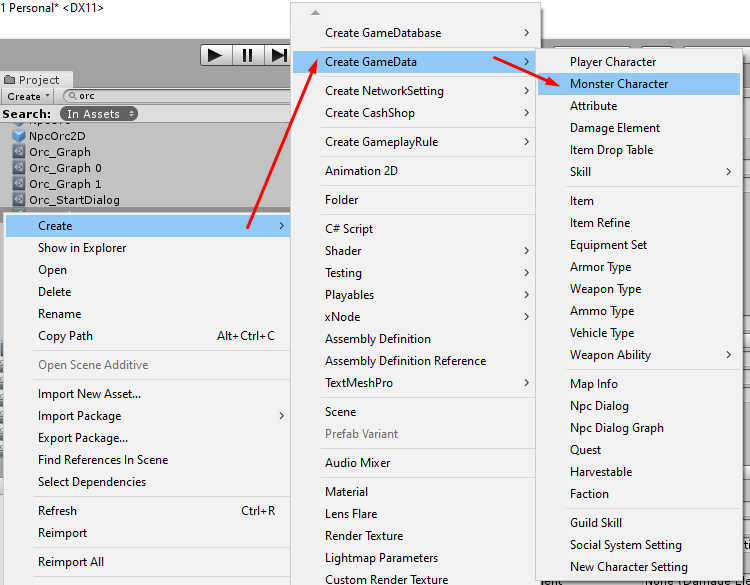 1 Personal* <DX11>
Project
Create
orc
Search:
In Assets
NpcOrc2D
Orc_Graph
Orc_Graph 0
Orc_Graph 1
Orc_StartDialog
Create
Show in Explorer
Open
Delete
Rename
Copy Path Alt+Ctrl+C
Open Scene Additive
Import New Asset...
Import Package
Export Package...
Find References In Scene
Select Dependencies
Refresh Ctrl+R
Reimport
Reimport All
Create GameDatabase
Create GameData
Create NetworkSetting
Create CashShop
Create GameplayRule
Animation 2D
Folder
C# Script
Shader
Testing
Playables
xNode
Assembly Definition
Assembly Definition Reference
TextMeshPro
Scene
Prefab Variant
Audio Mixer
Material
Lens Flare
Render Texture
Lightmap Parameters
Custom Render Texture
Player Character
Monster Character
Attribute
Damage Element
Item Drop Table
Skill
Item
Item Refine
Equipment Set
Armor Type
Weapon Type
Ammo Type
Vehicle Type
Weapon Ability
Map Info
Npc Dialog
Npc Dialog Graph
Quest
Harvestable
Faction
Guild Skill
Social System Setting
New Character Setting